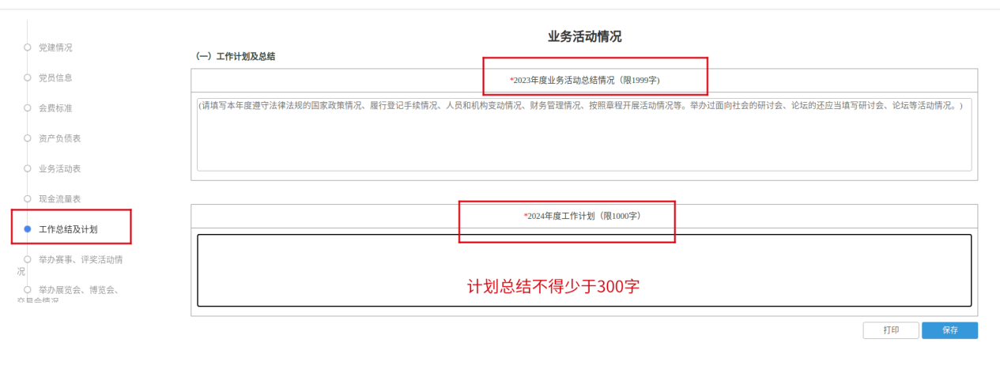 业务活动情况
（一）工作计划及总结
党建情况
党员信息
会费标准
资产负债表
业务活动表
现金流量表
工作总结及计划
举办赛事、评奖活动情
况
举办展览会、博览会、
交易会情况
*2023年度业务活动总结情况（限1999字)
(请填写本年度遵守法律法规的国家政策情况、履行登记手续情况、人员和机构变动情况、财务管理情况、按照章程开展活动情况等。举办过面向社会的研讨会、论坛的还应当填写研讨会、论坛等活动情况。)
*2024年度工作计划（限1000字）
计划总结不得少于300字
打印
保存